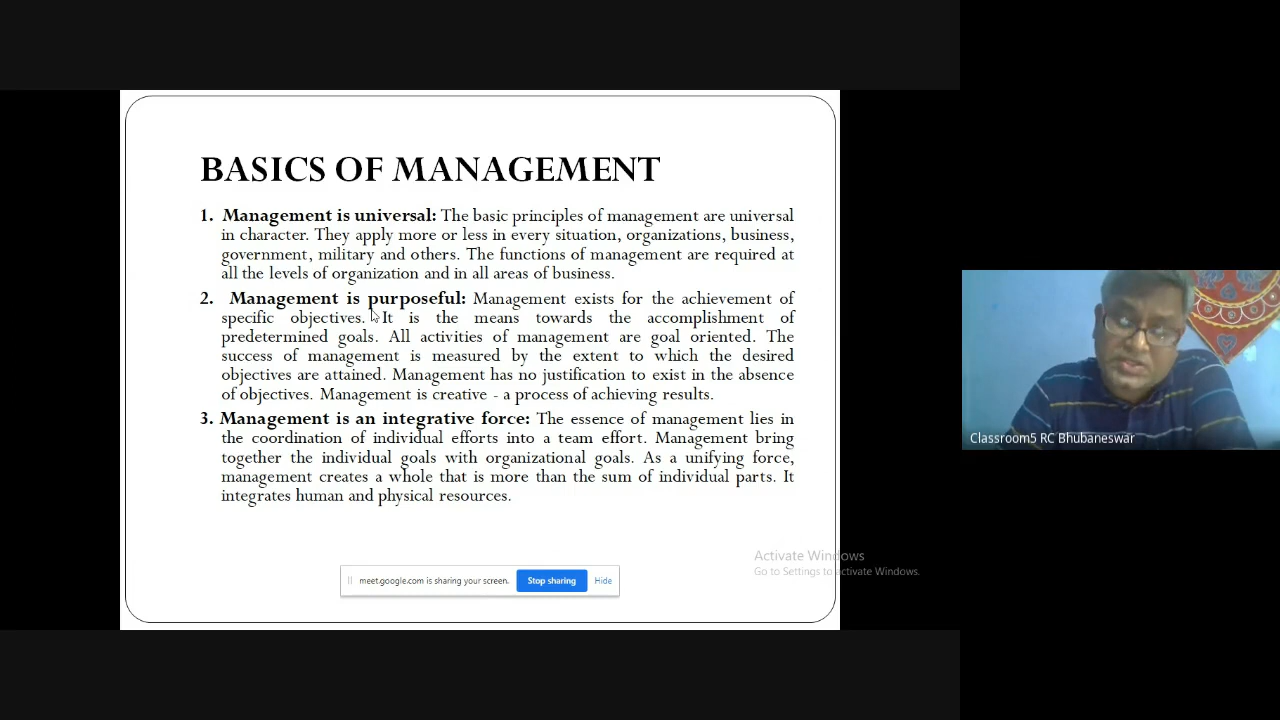 BASICS OF MANAGEMENT
1. Management is universal: The basic principles of management are universal
in character. They apply more or less in every situation, organizations, business,
government, military and others. The functions of management are required at
all the levels of organization and in all areas of business.
2. Management is purposeful: Management exists for the achievement of
specific objectives. It is the means towards the accomplishment of
predetermined goals. All activities of management are goal oriented. The
success of management is measured by the extent to which the desired
objectives are attained. Management has no justification to exist in the absence
of objectives. Management is creative - a process of achieving results.
3. Management is an integrative force: The essence of management lies in
the coordination of individual efforts into a team effort. Management bring
together the individual goals with organizational goals. As a unifying force,
management creates a whole that is more than the sum of individual parts. It
integrates human and physical resources.
Activate Windows
Go to Settings to activate Windows.
meet.google.com is sharing your screen. Stop sharing Hide
Classroom5 RC Bhubaneswar